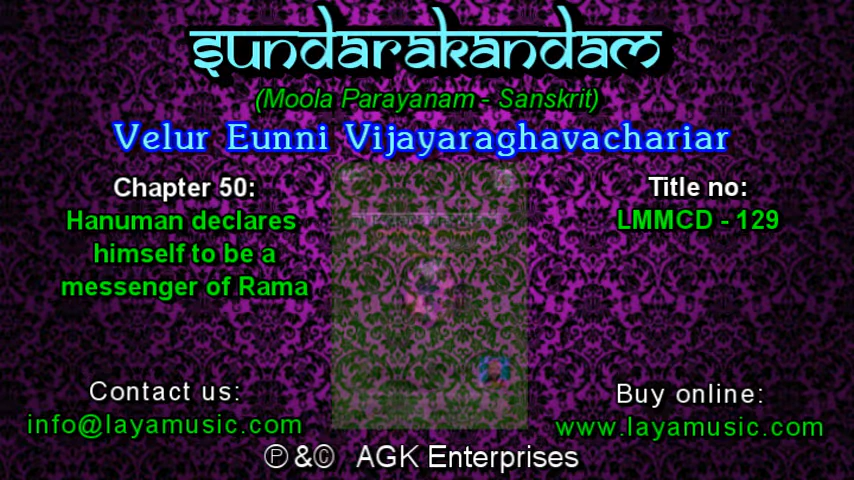 sundarakandam
(Moola Parayanam - Sanskrit)
Velur Eunni Vijayaraghavachariar
Chapter 50:
Hanuman declares
himself to be a
messenger of Rama
Title no:
LMMCD - 129
sundarakandam
Contact us:
info@layamusic.com
Buy online:
www.layamusic.com
℗ &© AGK Enterprises